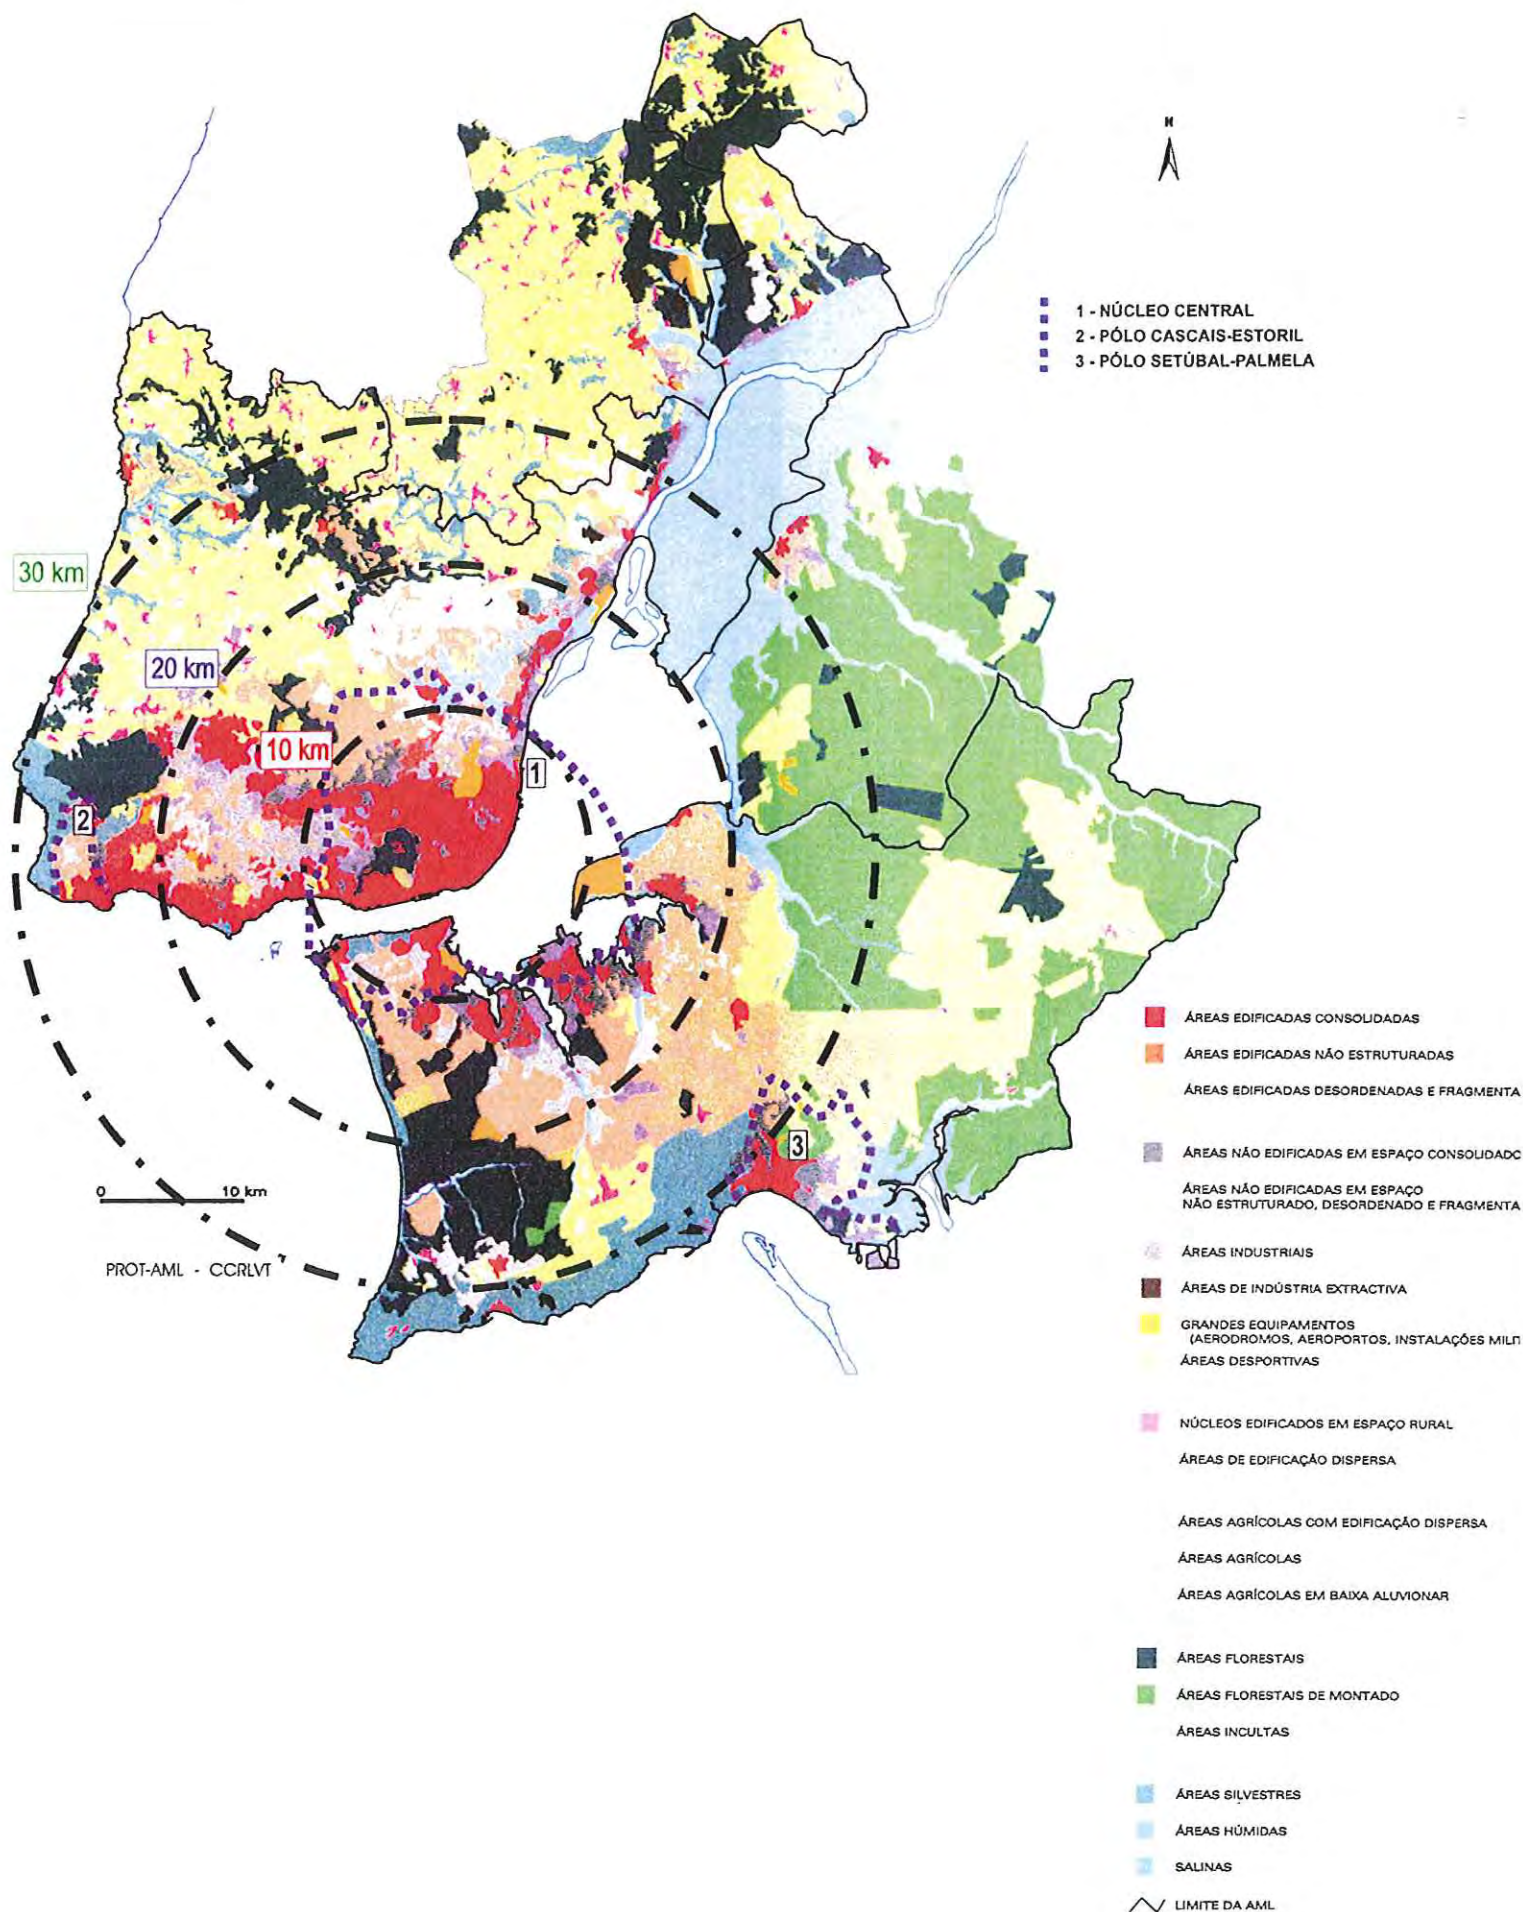 N
1 - NÚCLEO CENTRAL
2 - PÓLO CASCAIS-ESTORIL
3 - PÓLO SETÚBAL-PALMELA
30 km
20 km
10 km
1
2
3
0 10 km
PROT-AML - CCRLVT
ÁREAS EDIFICADAS CONSOLIDADAS
ÁREAS EDIFICADAS NÃO ESTRUTURADAS
ÁREAS EDIFICADAS DESORDENADAS E FRAGMENTA
ÁREAS NÃO EDIFICADAS EM ESPAÇO CONSOLIDADO
ÁREAS NÃO EDIFICADAS EM ESPAÇO
NÃO ESTRUTURADO, DESORDENADO E FRAGMENTA
ÁREAS INDUSTRIAIS
ÁREAS DE INDÚSTRIA EXTRACTIVA
GRANDES EQUIPAMENTOS
(AERODROMOS, AEROPORTOS, INSTALAÇÕES MILIT
ÁREAS DESPORTIVAS
NÚCLEOS EDIFICADOS EM ESPAÇO RURAL
ÁREAS DE EDIFICAÇÃO DISPERSA
ÁREAS AGRÍCOLAS COM EDIFICAÇÃO DISPERSA
ÁREAS AGRÍCOLAS
ÁREAS AGRÍCOLAS EM BAIXA ALUVIONAR
ÁREAS FLORESTAIS
ÁREAS FLORESTAIS DE MONTADO
ÁREAS INCULTAS
ÁREAS SILVESTRES
ÁREAS HÚMIDAS
SALINAS
LIMITE DA AML